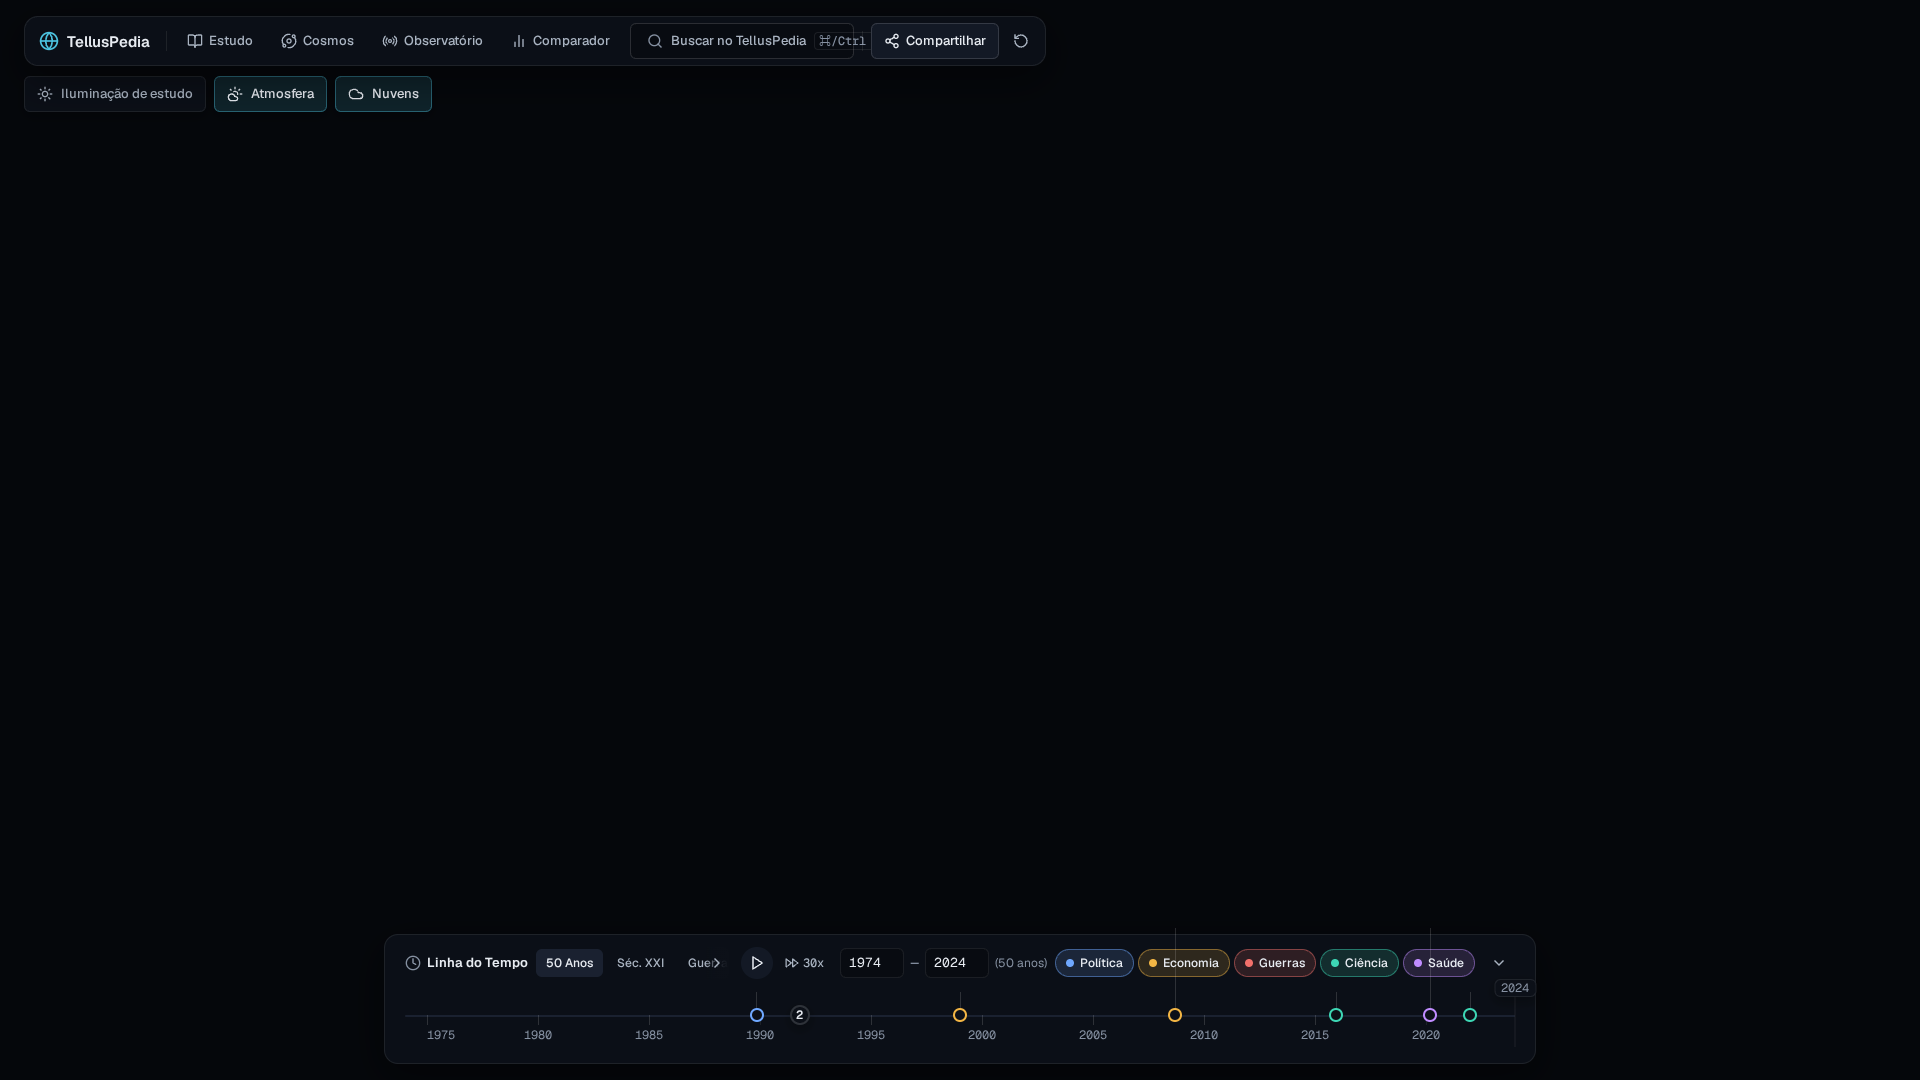 TellusPedia Estudo Cosmos Observatório Comparador Buscar no TellusPedia ⌘/Ctrl Compartilhar
Iluminação de estudo Atmosfera Nuvens
Linha do Tempo 50 Anos Séc. XXI Guer 30x 1974 – 2024 (50 anos) Política Economia Guerras Ciência Saúde
2024
2
1975 1980 1985 1990 1995 2000 2005 2010 2015 2020